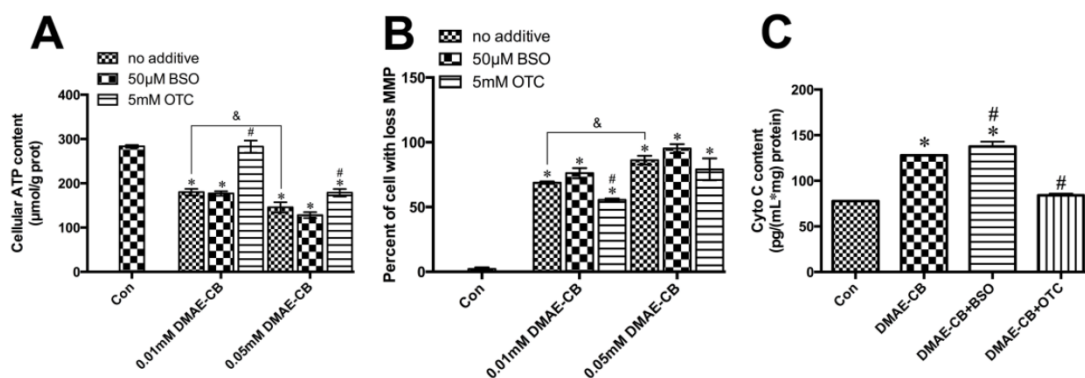 A
no additive
50μM BSO
5mM OTC
Cellular ATP content
(μmol/g prot)
400
300
200
100
0
&
#
*
*
*
*
#
*
Con
0.01mM DMAE-CB
0.05mM DMAE-CB
B
no additive
50μM BSO
5mM OTC
Percent of cell with loss MMP
150
100
50
0
&
*
*
#
*
*
*
*
Con
0.01mM DMAE-CB
0.05mM DMAE-CB
C
Cyto C content
(pg/(mL*mg) protein)
200
150
100
50
0
*
#
*
#
Con
DMAE-CB
DMAE-CB+BSO
DMAE-CB+OTC